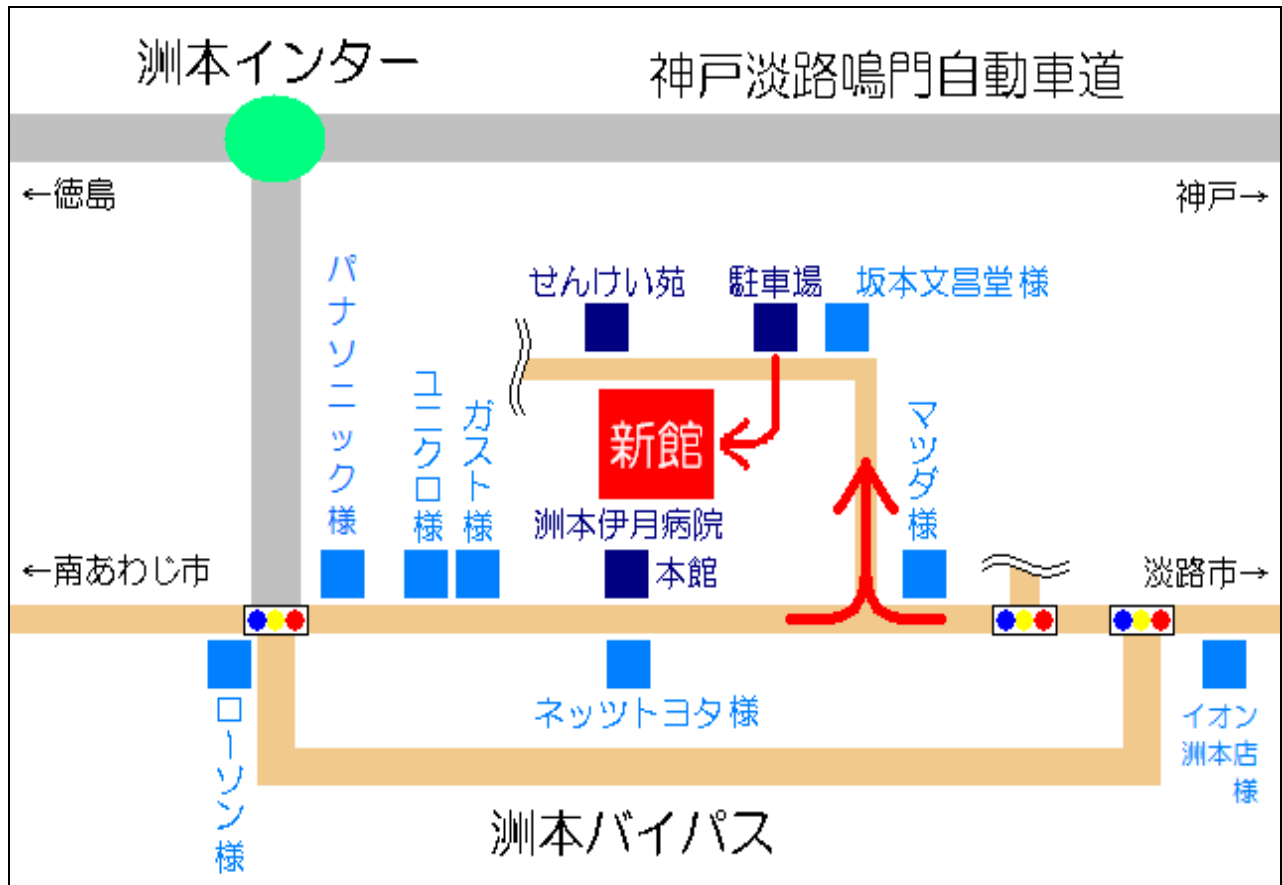 洲本インター
神戸淡路鳴門自動車道
←徳島
神戸→
パナソニック様
ユニクロ様
ガスト様
せんけい苑
駐車場
坂本文昌堂様
新館
マツダ様
洲本伊月病院
本館
←南あわじ市
淡路市→
ローソン様
ネッツトヨタ様
イオン
洲本店
様
洲本バイパス